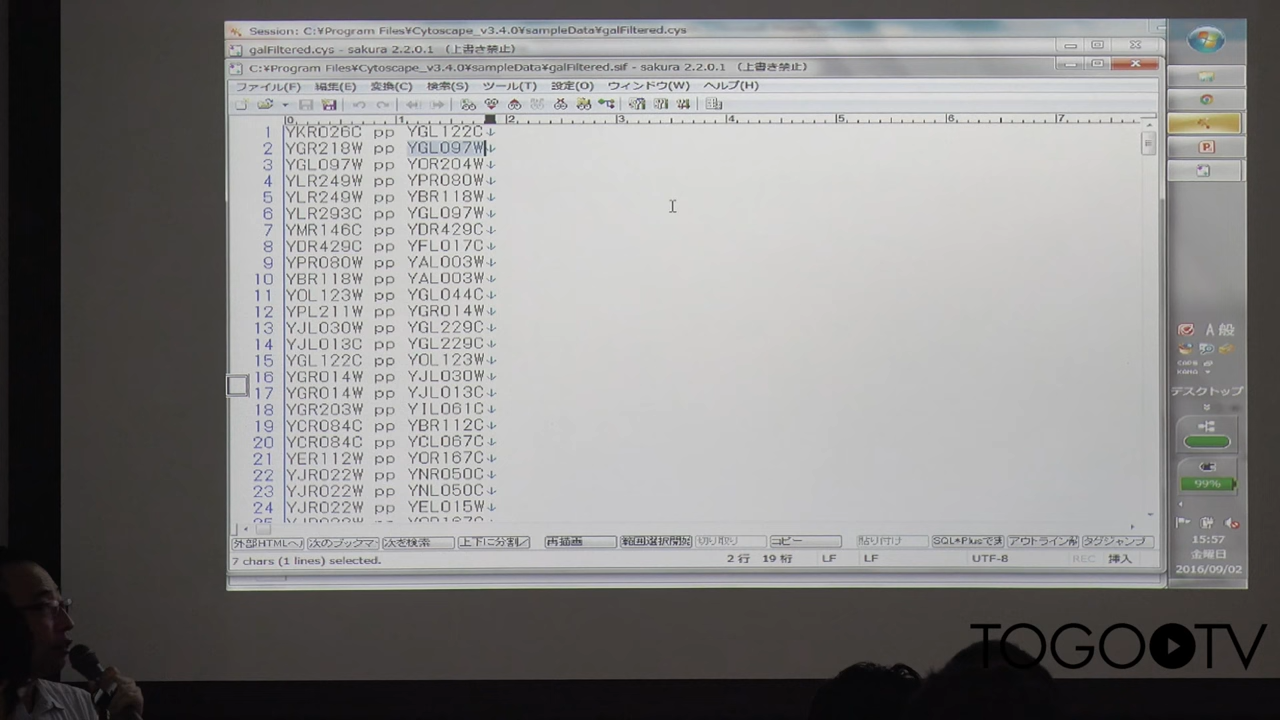 Session: C:¥Program Files¥Cytoscape_v3.4.0¥sampleData¥galFiltered.cys
galFiltered.cys - sakura 2.2.0.1 （上書き禁止）
C:¥Program Files¥Cytoscape_v3.4.0¥sampleData¥galFiltered.sif - sakura 2.2.0.1 （上書き禁止）
ファイル(F) 編集(E) 変換(C) 検索(S) ツール(T) 設定(O) ウィンドウ(W) ヘルプ(H)
0 1 2 3 4 5 6 7
1 YKR026C pp YGL122C↓
2 YGR218W pp YGL097W↓
3 YGL097W pp YOR204W↓
4 YLR249W pp YPR080W↓
5 YLR249W pp YBR118W↓
6 YLR293C pp YGL097W↓
7 YMR146C pp YDR429C↓
8 YDR429C pp YFL017C↓
9 YPR080W pp YAL003W↓
10 YBR118W pp YAL003W↓
11 YOL123W pp YGL044C↓
12 YPL211W pp YGR014W↓
13 YJL030W pp YGL229C↓
14 YJL013C pp YGL229C↓
15 YGL122C pp YOL123W↓
16 YGR014W pp YJL030W↓
17 YGR014W pp YJL013C↓
18 YGR203W pp YIL061C↓
19 YCR084C pp YBR112C↓
20 YCR084C pp YCL067C↓
21 YER112W pp YOR167C↓
22 YJR022W pp YNR050C↓
23 YJR022W pp YNL050C↓
24 YJR022W pp YEL015W↓
外部HTMLヘ 次のブックマ 次を検索 上下に分割 再描画 範囲選択開始 切り取り コピー 貼り付け SQL*Plusで実 アウトライン解 タグジャンプ
7 chars (1 lines) selected. 2 行 19 桁 LF LF UTF-8 REC 挿入
A 般
CAPS
KANA
デスクトップ
99%
15:57
金曜日
2016/09/02
TOGO TV